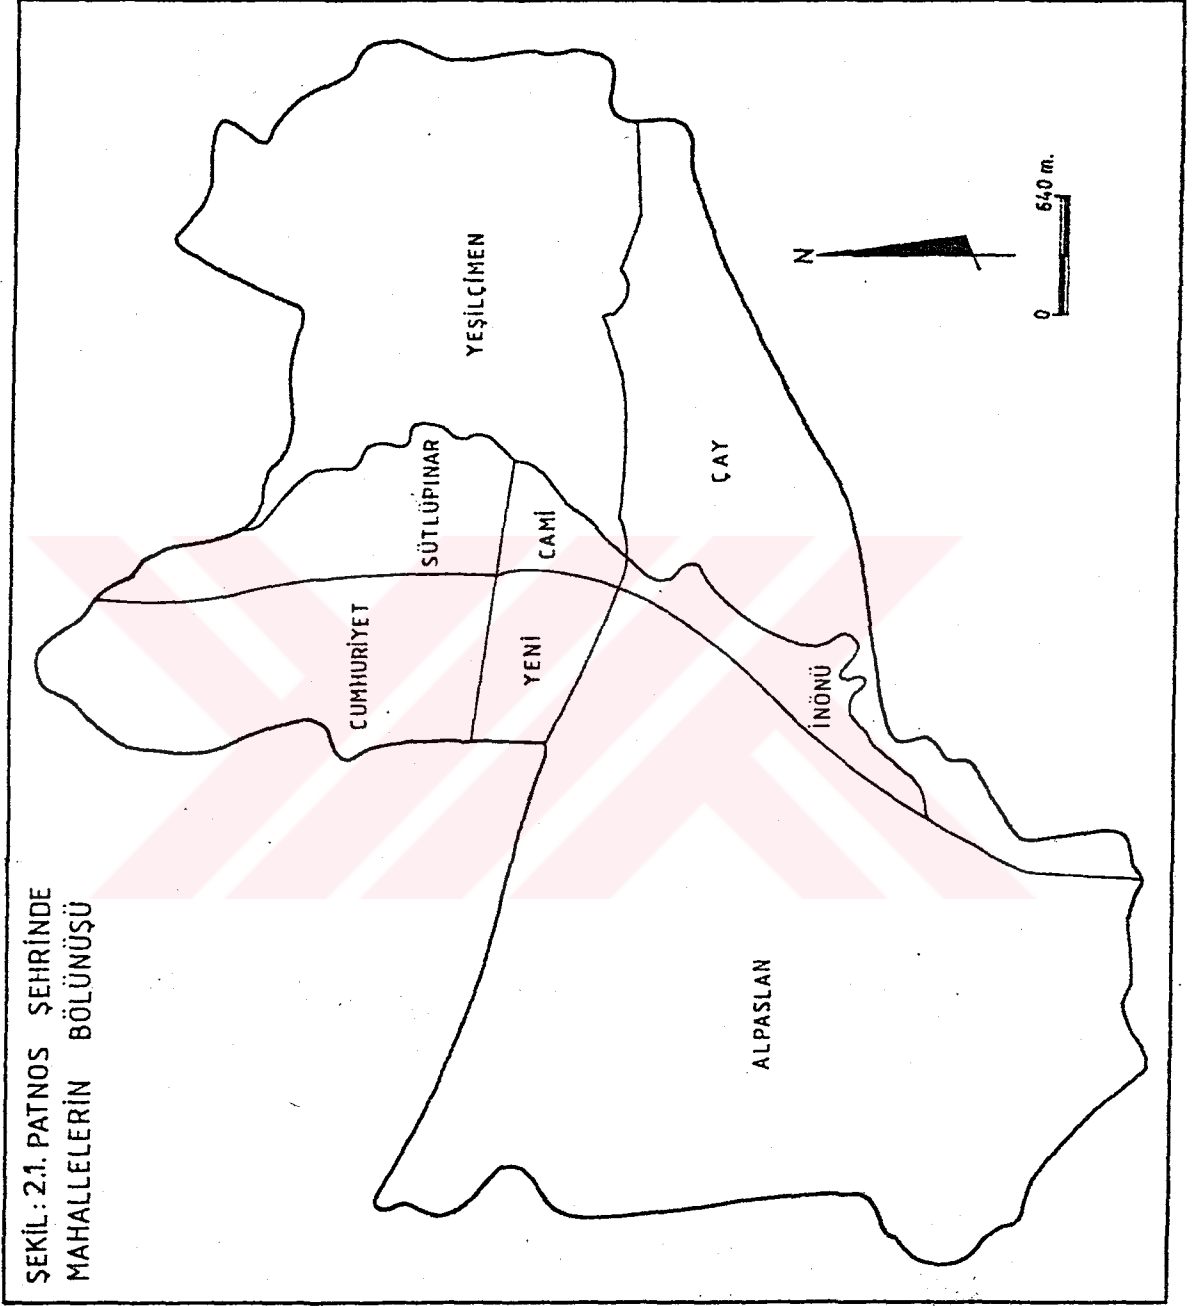 ŞEKİL: 2.1. PATNOS ŞEHRİNDE
MAHALLELERİN BÖLÜNÜŞÜ
CUMHURİYET
SÜTLÜPINAR
YEŞİLÇİMEN
YENİ
CAMİ
ÇAY
İNÖNÜ
ALPASLAN
N
0 640 m.